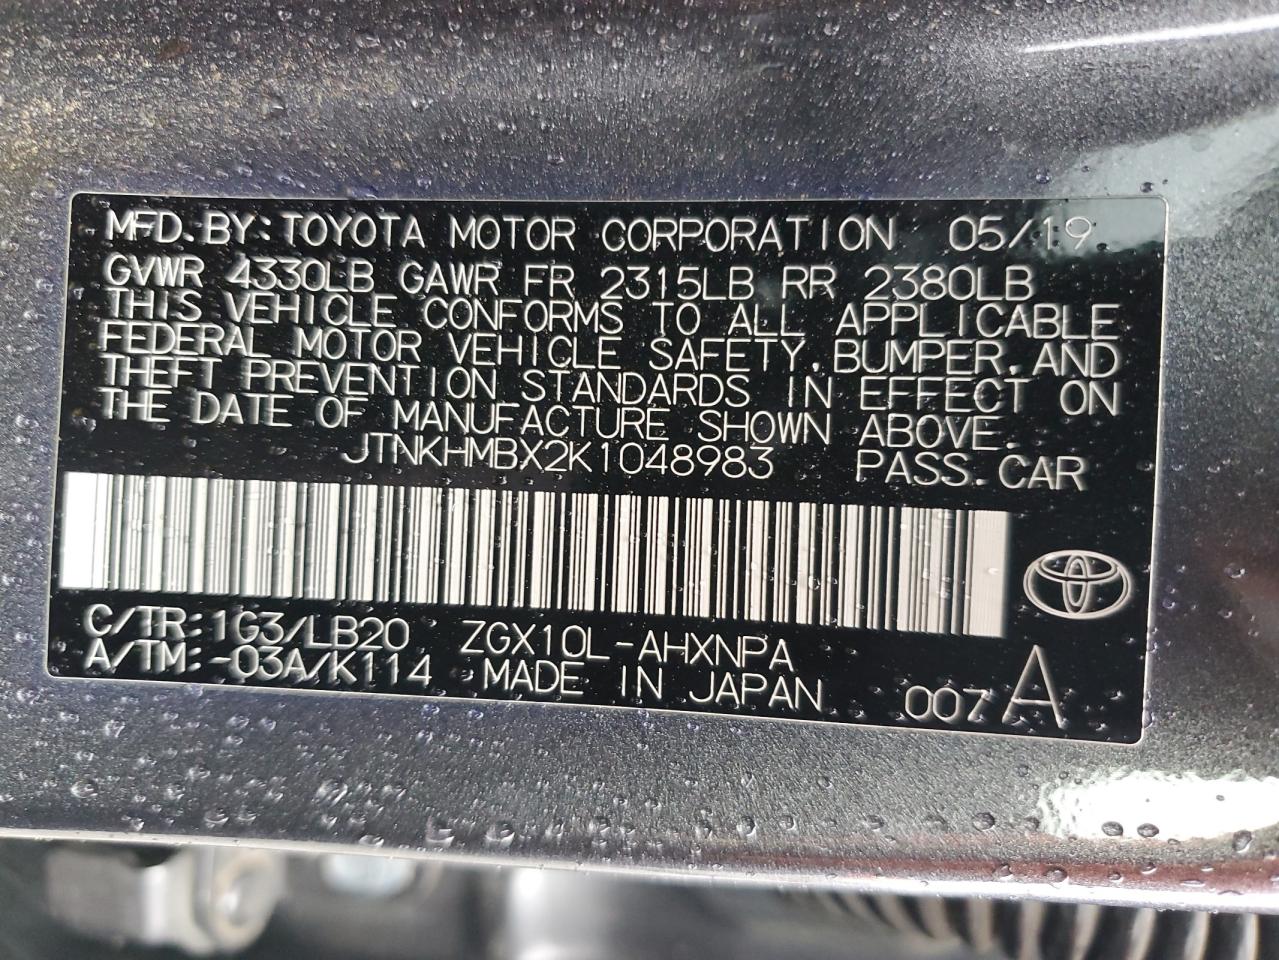 MFD.BY:TOYOTA MOTOR CORPORATION 05/19
GVWR 4330LB GAWR FR 2315LB RR 2380LB
THIS VEHICLE CONFORMS TO ALL APPLICABLE
FEDERAL MOTOR VEHICLE SAFETY,BUMPER,AND
THEFT PREVENTION STANDARDS IN EFFECT ON
THE DATE OF MANUFACTURE SHOWN ABOVE.
JTNKHMBX2K1048983 PASS.CAR
C/TR:1G3/LB20 ZGX10L-AHXNPA
A/TM:-03A/K114 MADE IN JAPAN 007A